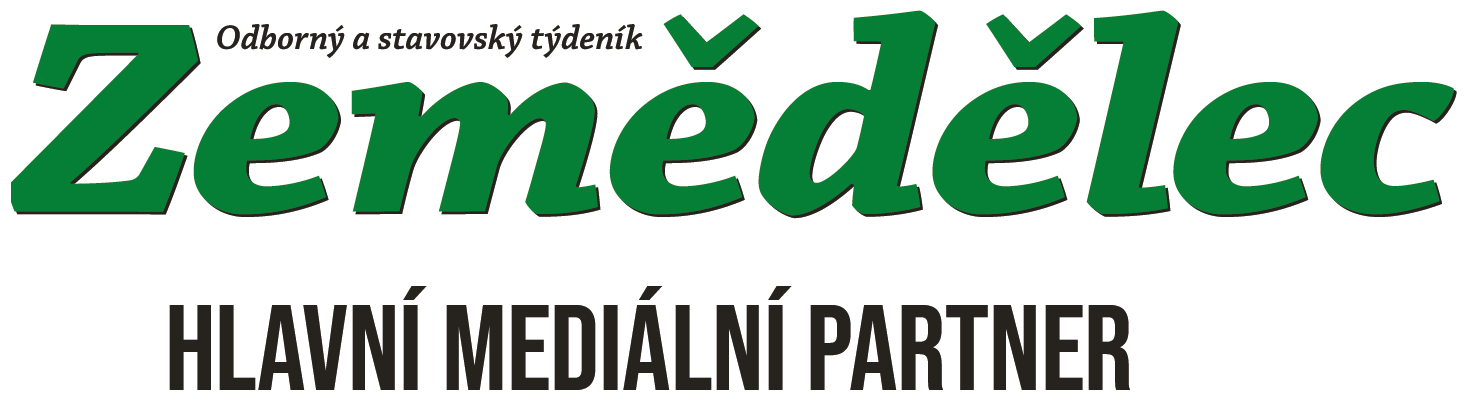 Odborný a stavovský týdeník
Zemědělec
HLAVNÍ MEDIÁLNÍ PARTNER